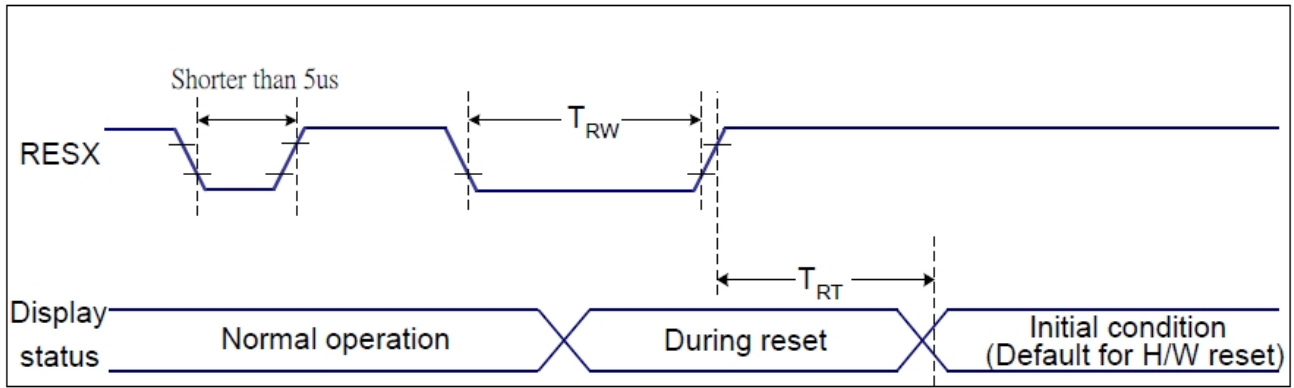 Shorter than 5us
TRW
RESX
TRT
Display
status
Normal operation
During reset
Initial condition
(Default for H/W reset)